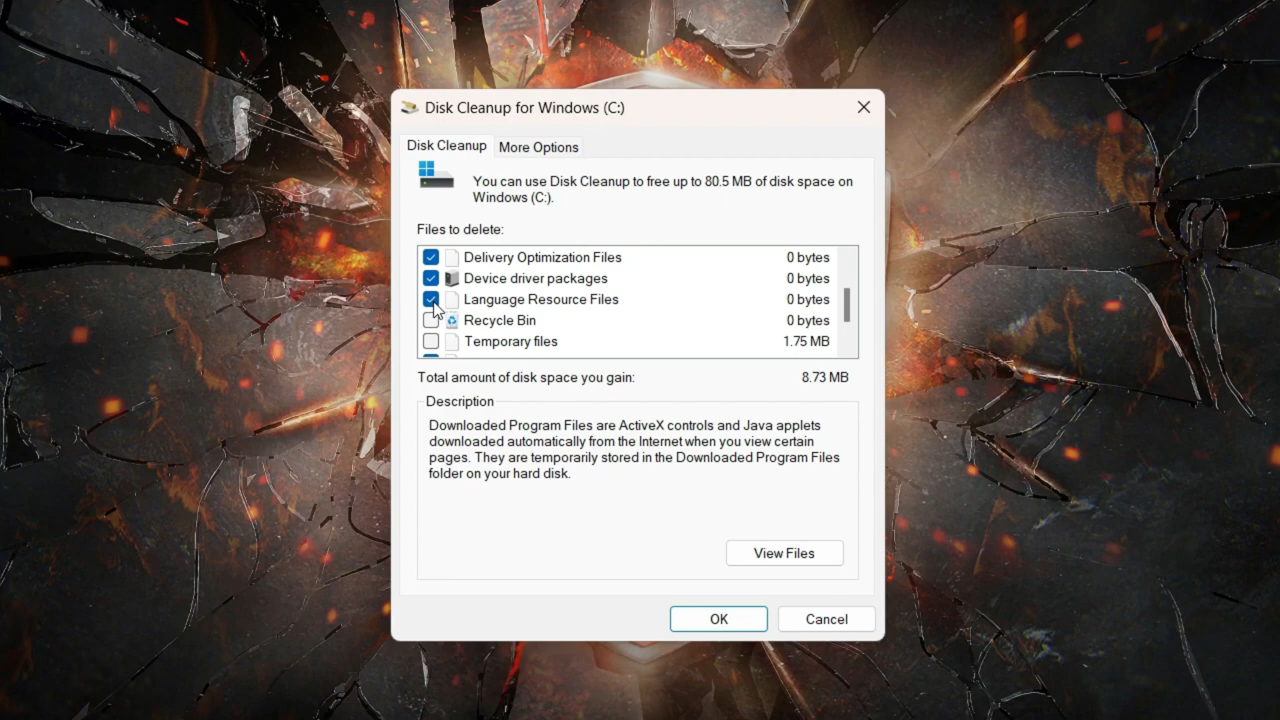 Disk Cleanup for Windows (C:)
Disk Cleanup
More Options
You can use Disk Cleanup to free up to 80.5 MB of disk space on
Windows (C:).
Files to delete:
Delivery Optimization Files 0 bytes
Device driver packages 0 bytes
Language Resource Files 0 bytes
Recycle Bin 0 bytes
Temporary files 1.75 MB
Total amount of disk space you gain: 8.73 MB
Description
Downloaded Program Files are ActiveX controls and Java applets
downloaded automatically from the Internet when you view certain
pages. They are temporarily stored in the Downloaded Program Files
folder on your hard disk.
View Files
OK
Cancel